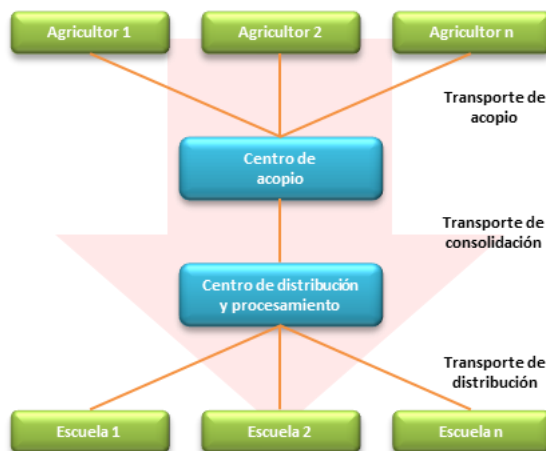 Agricultor 1
Agricultor 2
Agricultor n
Transporte de
acopio
Centro de
acopio
Transporte de
consolidación
Centro de distribución
y procesamiento
Transporte de
distribución
Escuela 1
Escuela 2
Escuela n